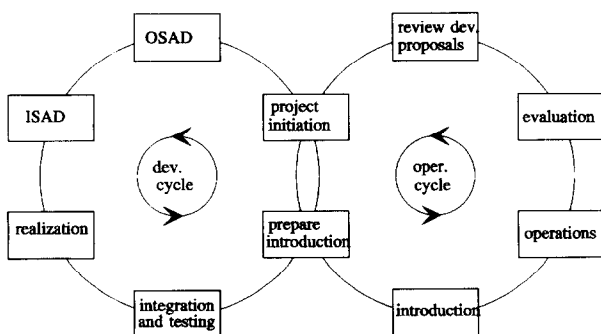 OSAD
review dev.
proposals
ISAD
project
initiation
evaluation
dev.
cycle
oper.
cycle
realization
prepare
introduction
operations
integration
and testing
introduction